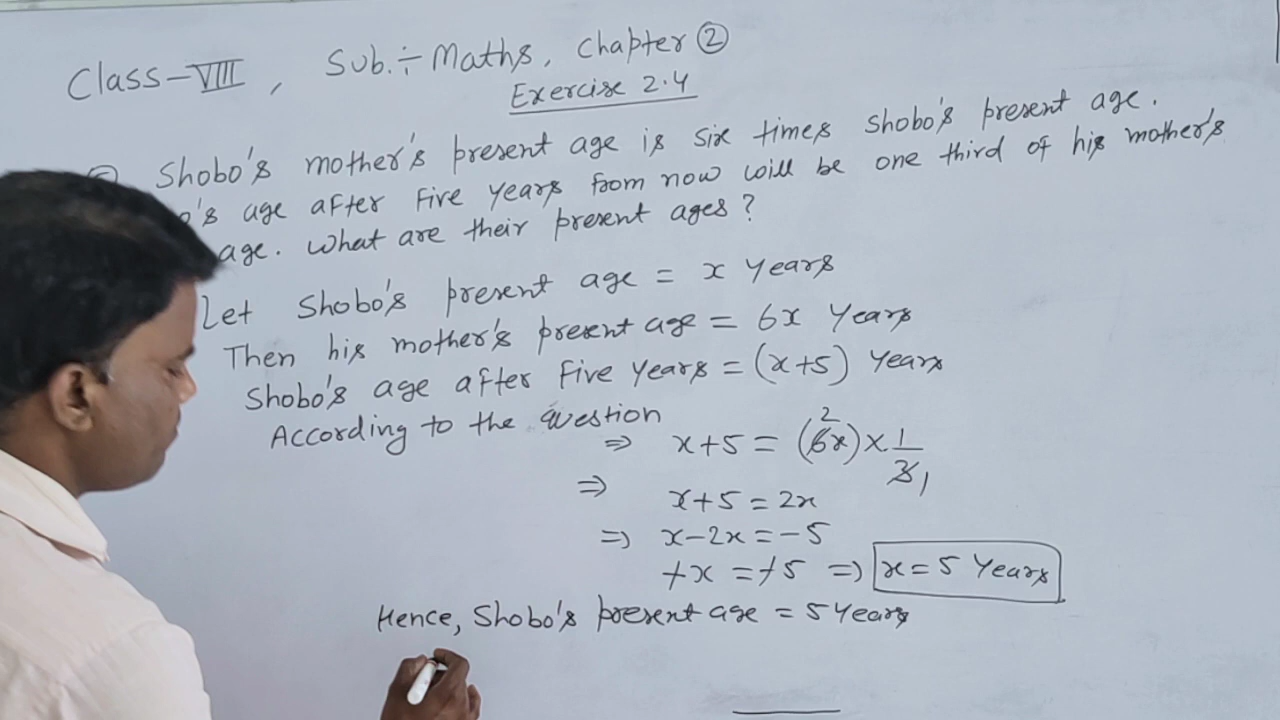 Class-VIII, Sub.÷Maths, Chapter ②
Exercise 2.4
Shobo's mother's present age is six times Shobo's present age.
o's age after Five years from now will be one third of his mother's
age. What are their present ages?
Let Shobo's present age = x years
Then his mother's present age = 6x years
Shobo's age after Five years = (x+5) years
According to the question
⇒ x+5 = (6x)×1/3 2 1
⇒ x+5 = 2x
⇒ x-2x = -5
+x = +5 ⇒ x = 5 Years
Hence, Shobo's present age = 5 Years